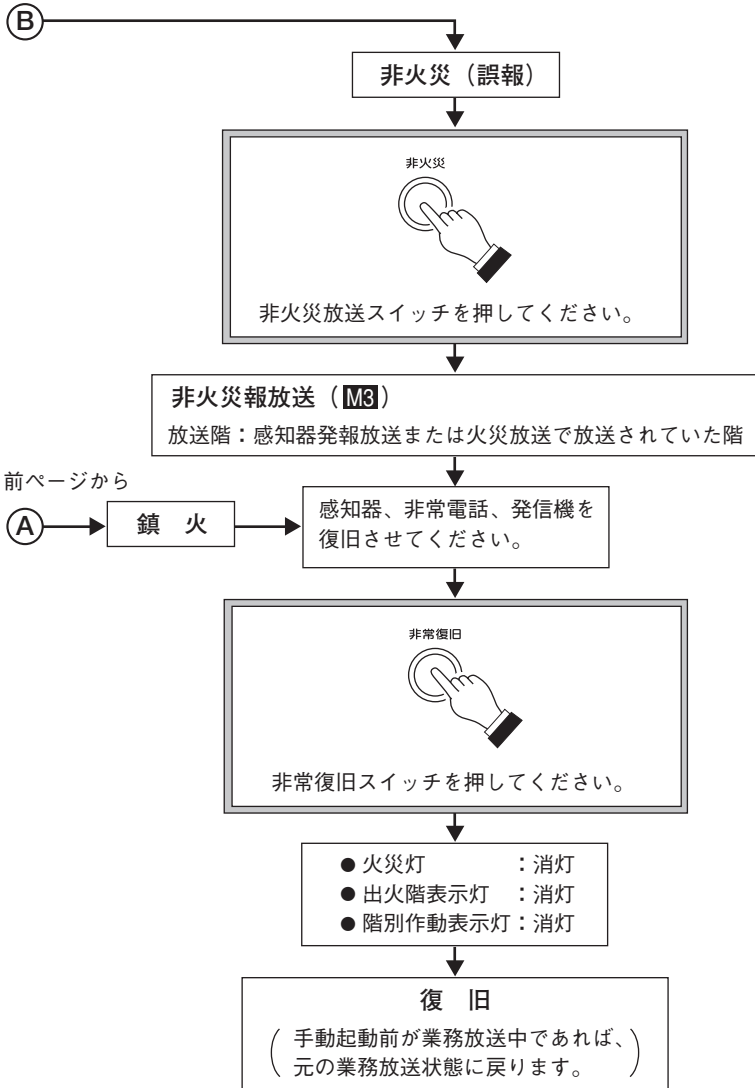 B
非火災（誤報）
非火災
非火災放送スイッチを押してください。
非火災報放送（M3）
放送階：感知器発報放送または火災放送で放送されていた階
前ページから
A
鎮　火
感知器、非常電話、発信機を
復旧させてください。
非常復旧
非常復旧スイッチを押してください。
●火災灯　　　　：消灯
●出火階表示灯　：消灯
●階別作動表示灯：消灯
復　旧
（手動起動前が業務放送中であれば、
元の業務放送状態に戻ります。）